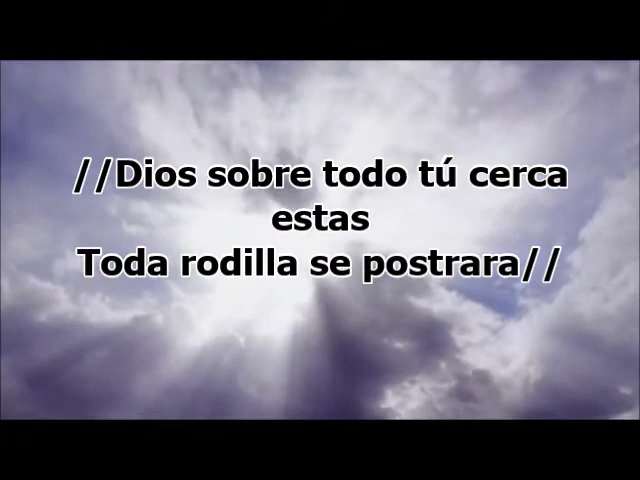 //Dios sobre todo tú cerca
estas
Toda rodilla se postrara//